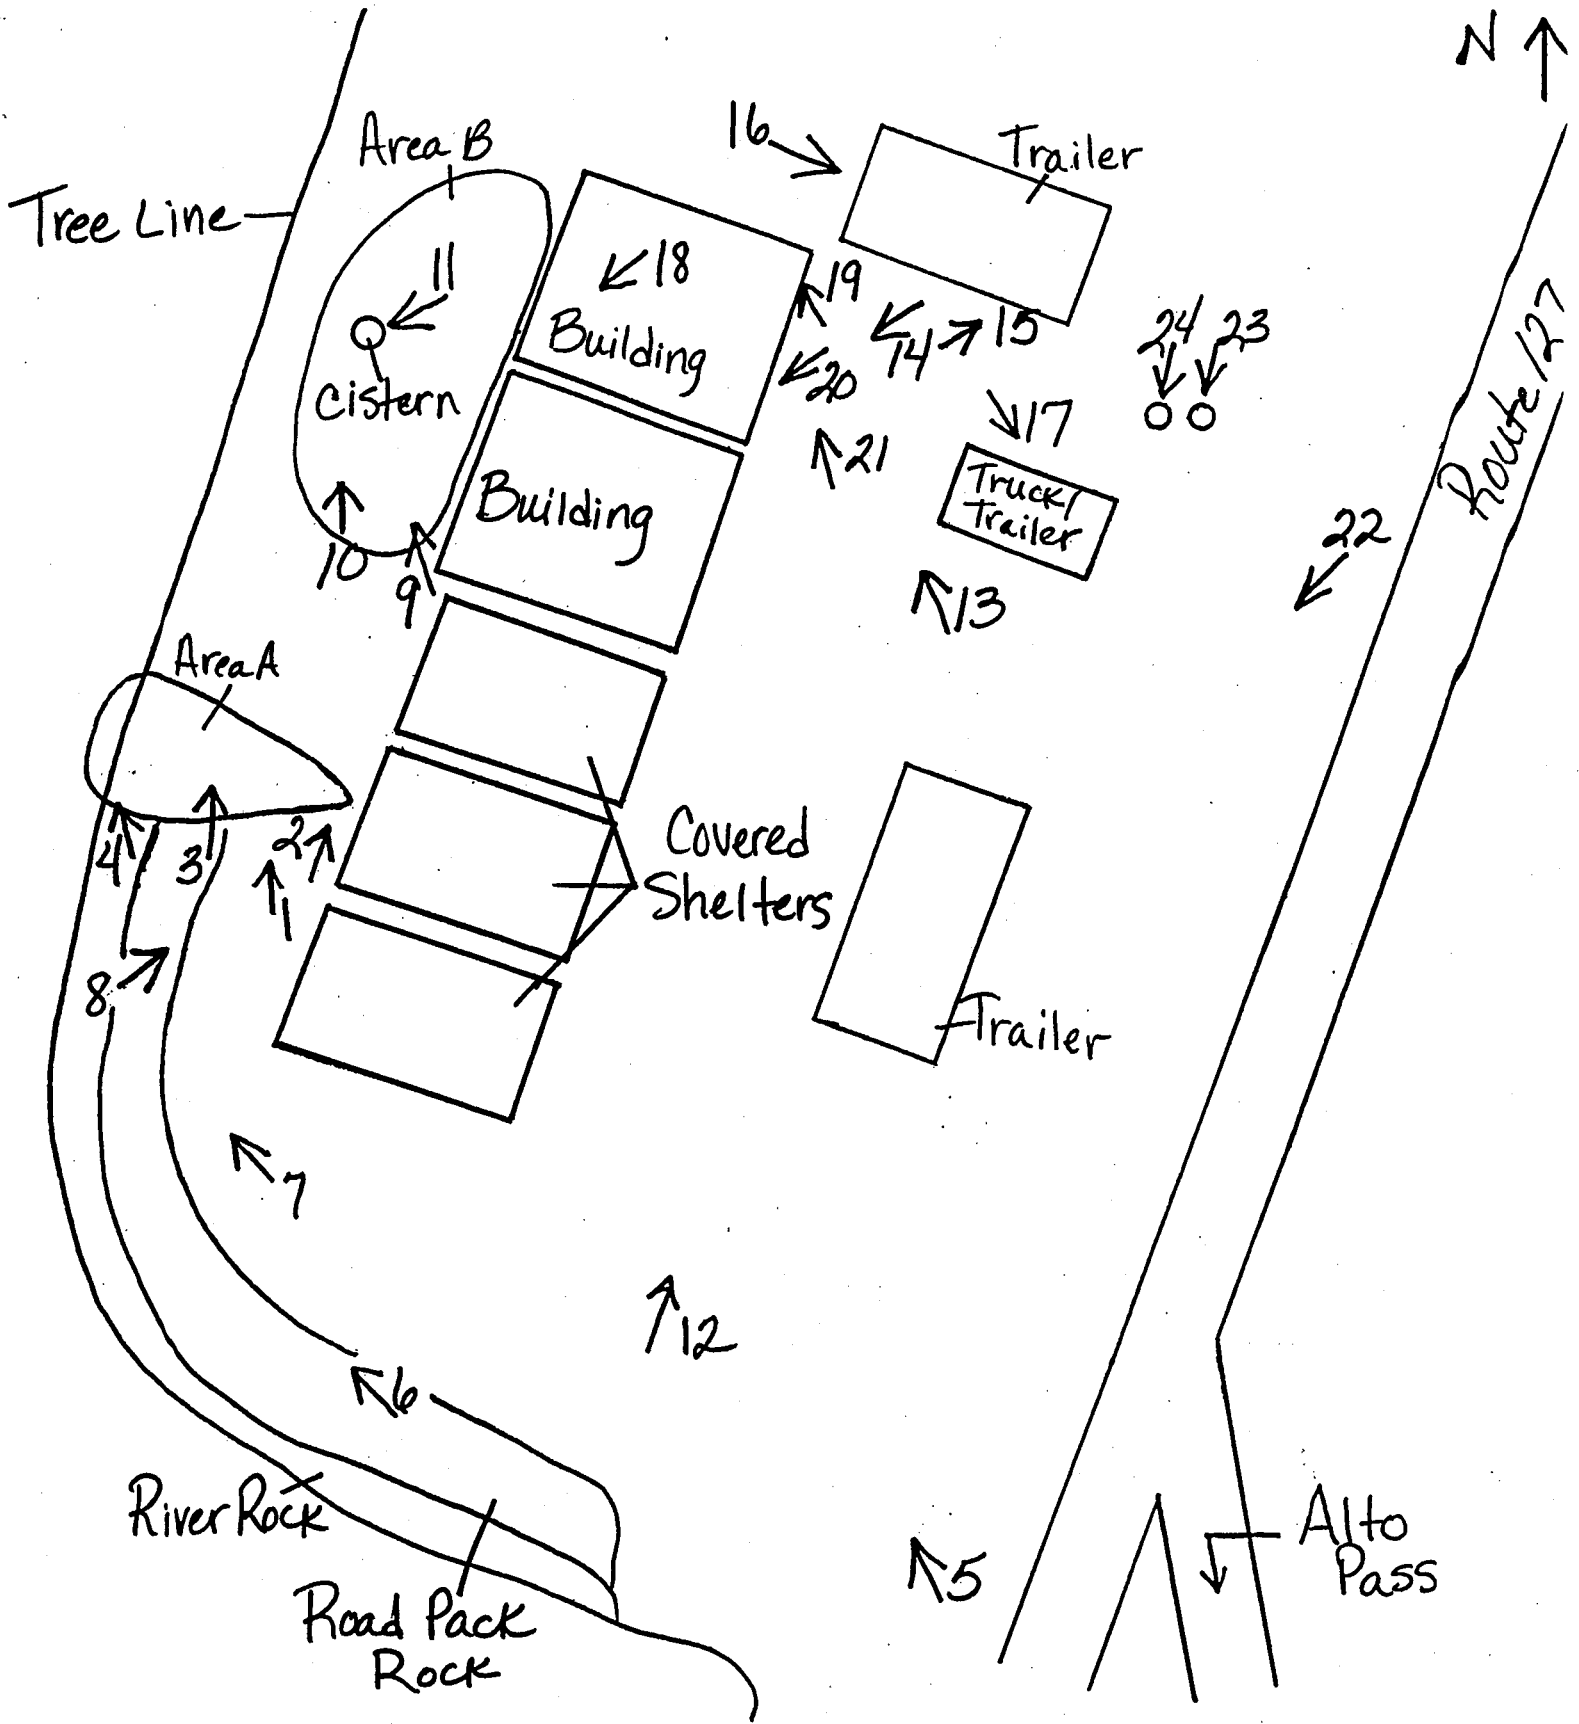 N
16
Trailer
Area B
Tree Line
11
18
19
Building
14
15
24
23
Cistern
20
17
21
Route 127
Truck/
Trailer
Building
22
10
9
13
Area A
4
3
2
1
Covered
Shelters
8
Trailer
7
12
6
River Rock
Alto
Pass
5
Road Pack
Rock